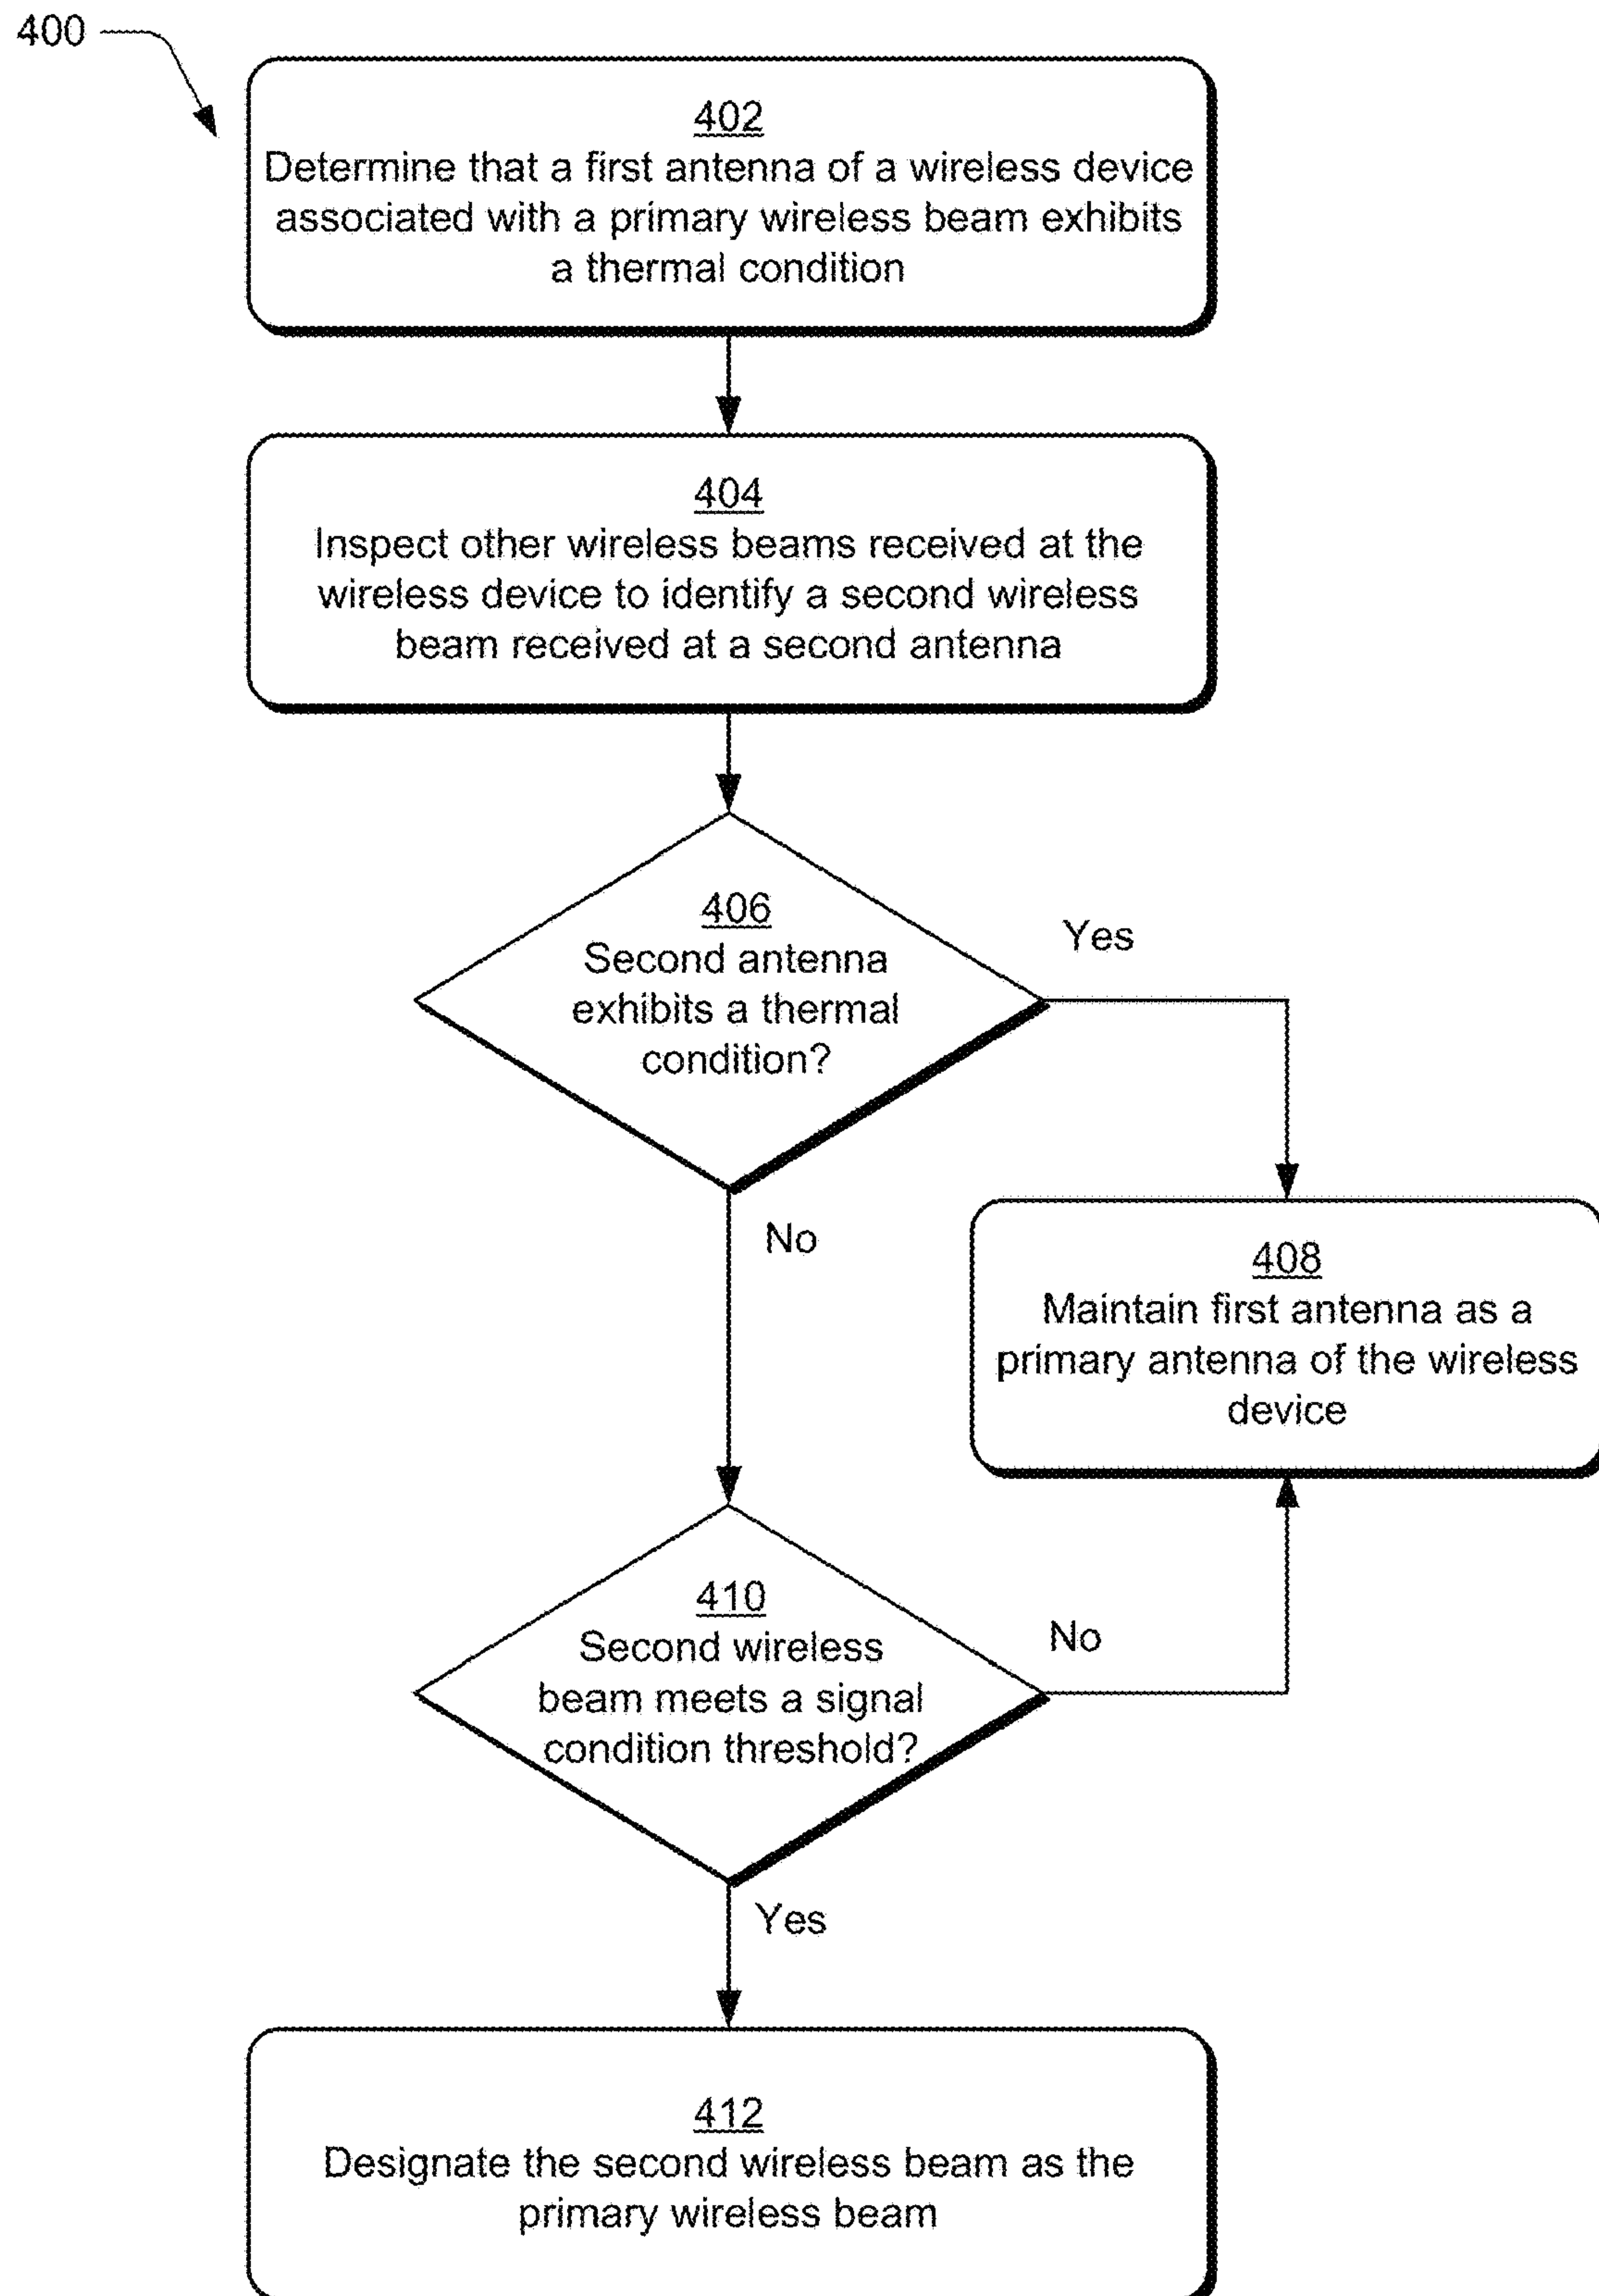 400
402
Determine that a first antenna of a wireless device
associated with a primary wireless beam exhibits
a thermal condition
404
Inspect other wireless beams received at the
wireless device to identify a second wireless
beam received at a second antenna
406
Second antenna
exhibits a thermal
condition?
Yes
No
408
Maintain first antenna as a
primary antenna of the wireless
device
410
Second wireless
beam meets a signal
condition threshold?
No
Yes
412
Designate the second wireless beam as the
primary wireless beam